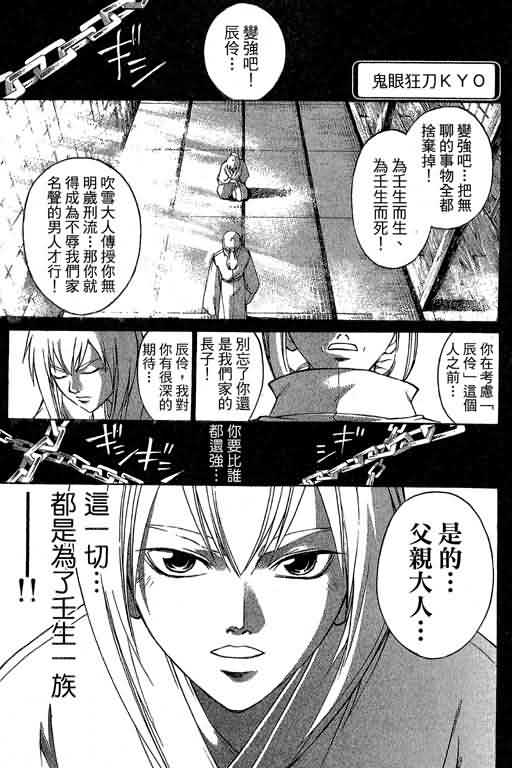 變強吧！
辰伶…
鬼眼狂刀KYO
變強吧…把無
聊的事物全都
捨棄掉！
為壬生而生、
為壬生而死！
吹雪大人傳授你無
明歲刑流…那你就
得成為不辱我們家
名聲的男人才行！
你在考慮「
辰伶」這個
人之前…
別忘了你還
是我們家的
長子！
辰伶，我對
你有很深的
期待…
你要比誰
都還強…
是的…
父親大人…
這一切…
都是為了壬生一族
——!!